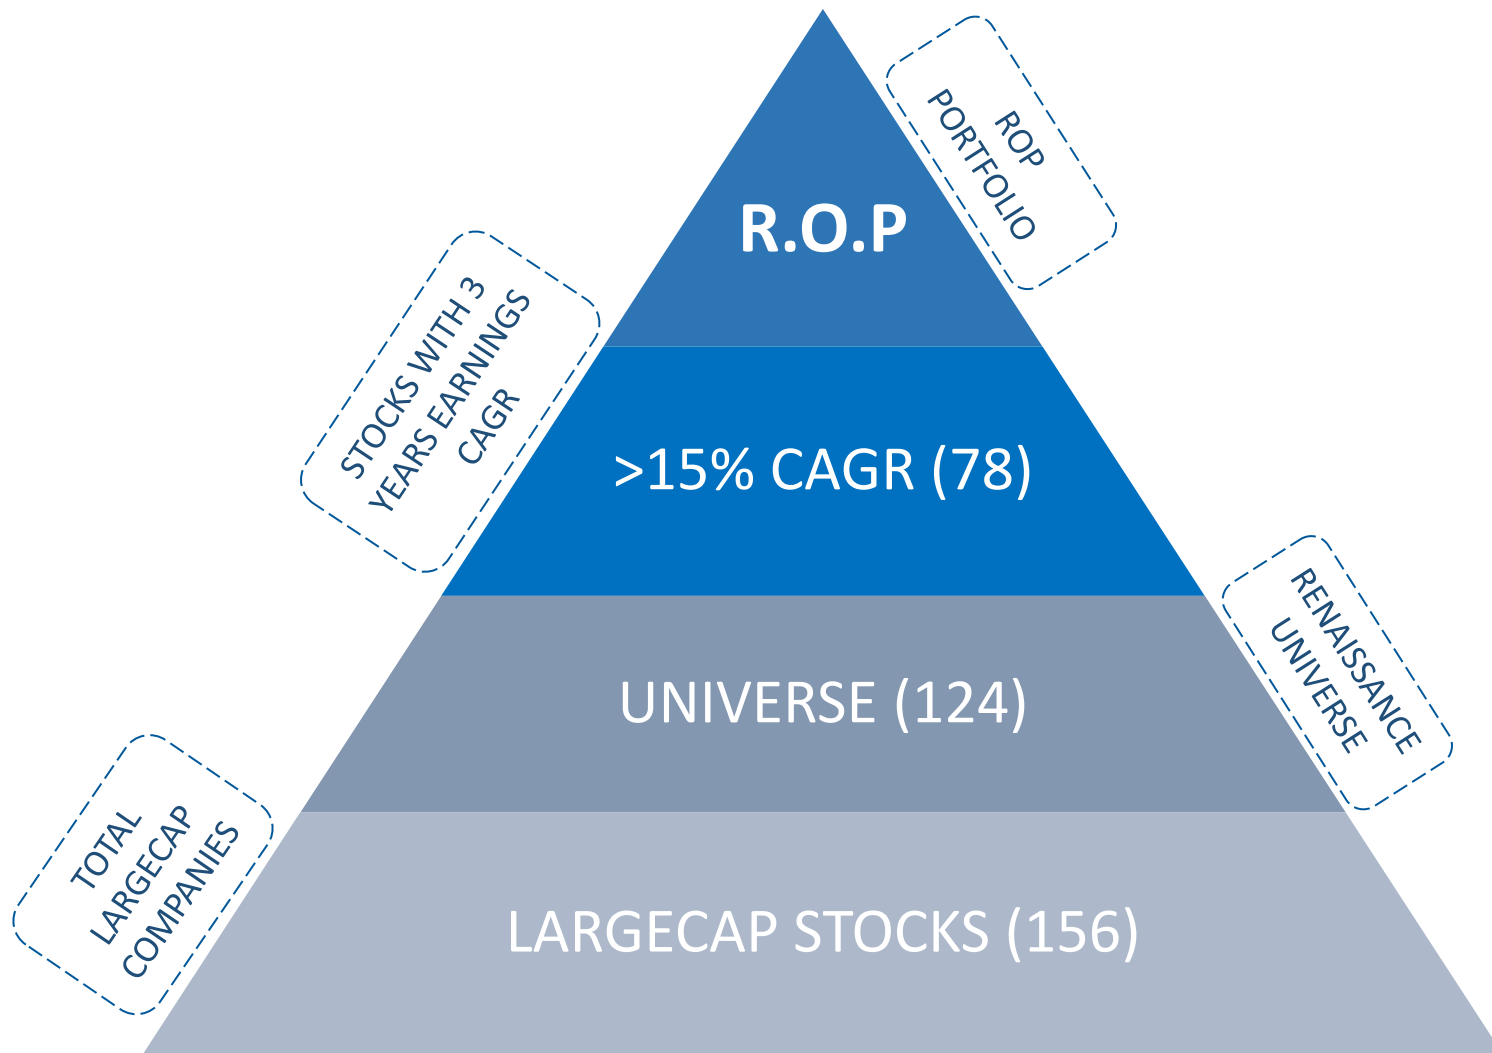 ROP
PORTFOLIO
R.O.P
STOCKS WITH 3
YEARS EARNINGS
CAGR
>15% CAGR (78)
RENAISSANCE
UNIVERSE
UNIVERSE (124)
TOTAL
LARGECAP
COMPANIES
LARGECAP STOCKS (156)